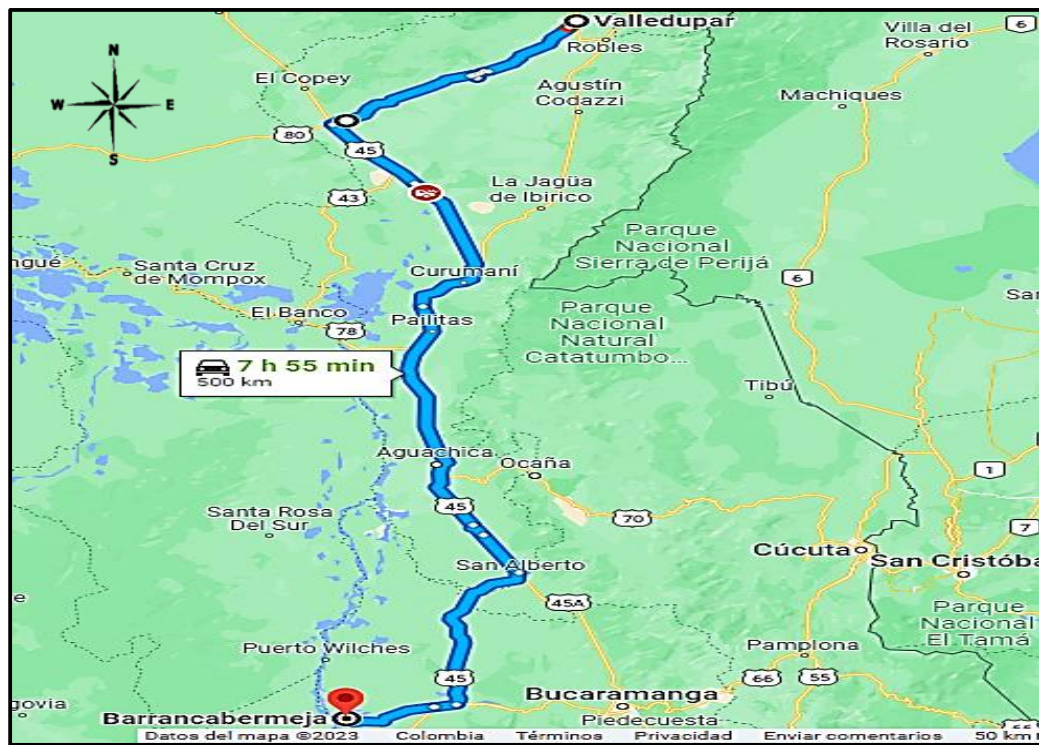 Valledupar
Villa del
Rosario
6
Robles
N
El Copey
Agustín
Codazzi
Machiques
W
E
S
80
45
La Jagüa
de Ibirico
43
Parque
Nacional
Sierra de Perijá
Santa Cruz
de Mompox
Curumaní
6
El Banco
78
Pailitas
Parque
Nacional
Natural
Catatumbo...
7 h 55 min
500 km
Tibú
Aguachica
Ocaña
1
45
Santa Rosa
Del Sur
70
7
Cúcuta
San Cristóba
San Alberto
45A
Parque
Nacional
El Tamá
Puerto Wilches
Pamplona
45
66
55
Bucaramanga
govia
Barrancabermeja
Piedecuesta
Datos del mapa ©2023
Colombia
Términos
Privacidad
Enviar comentarios
50 km